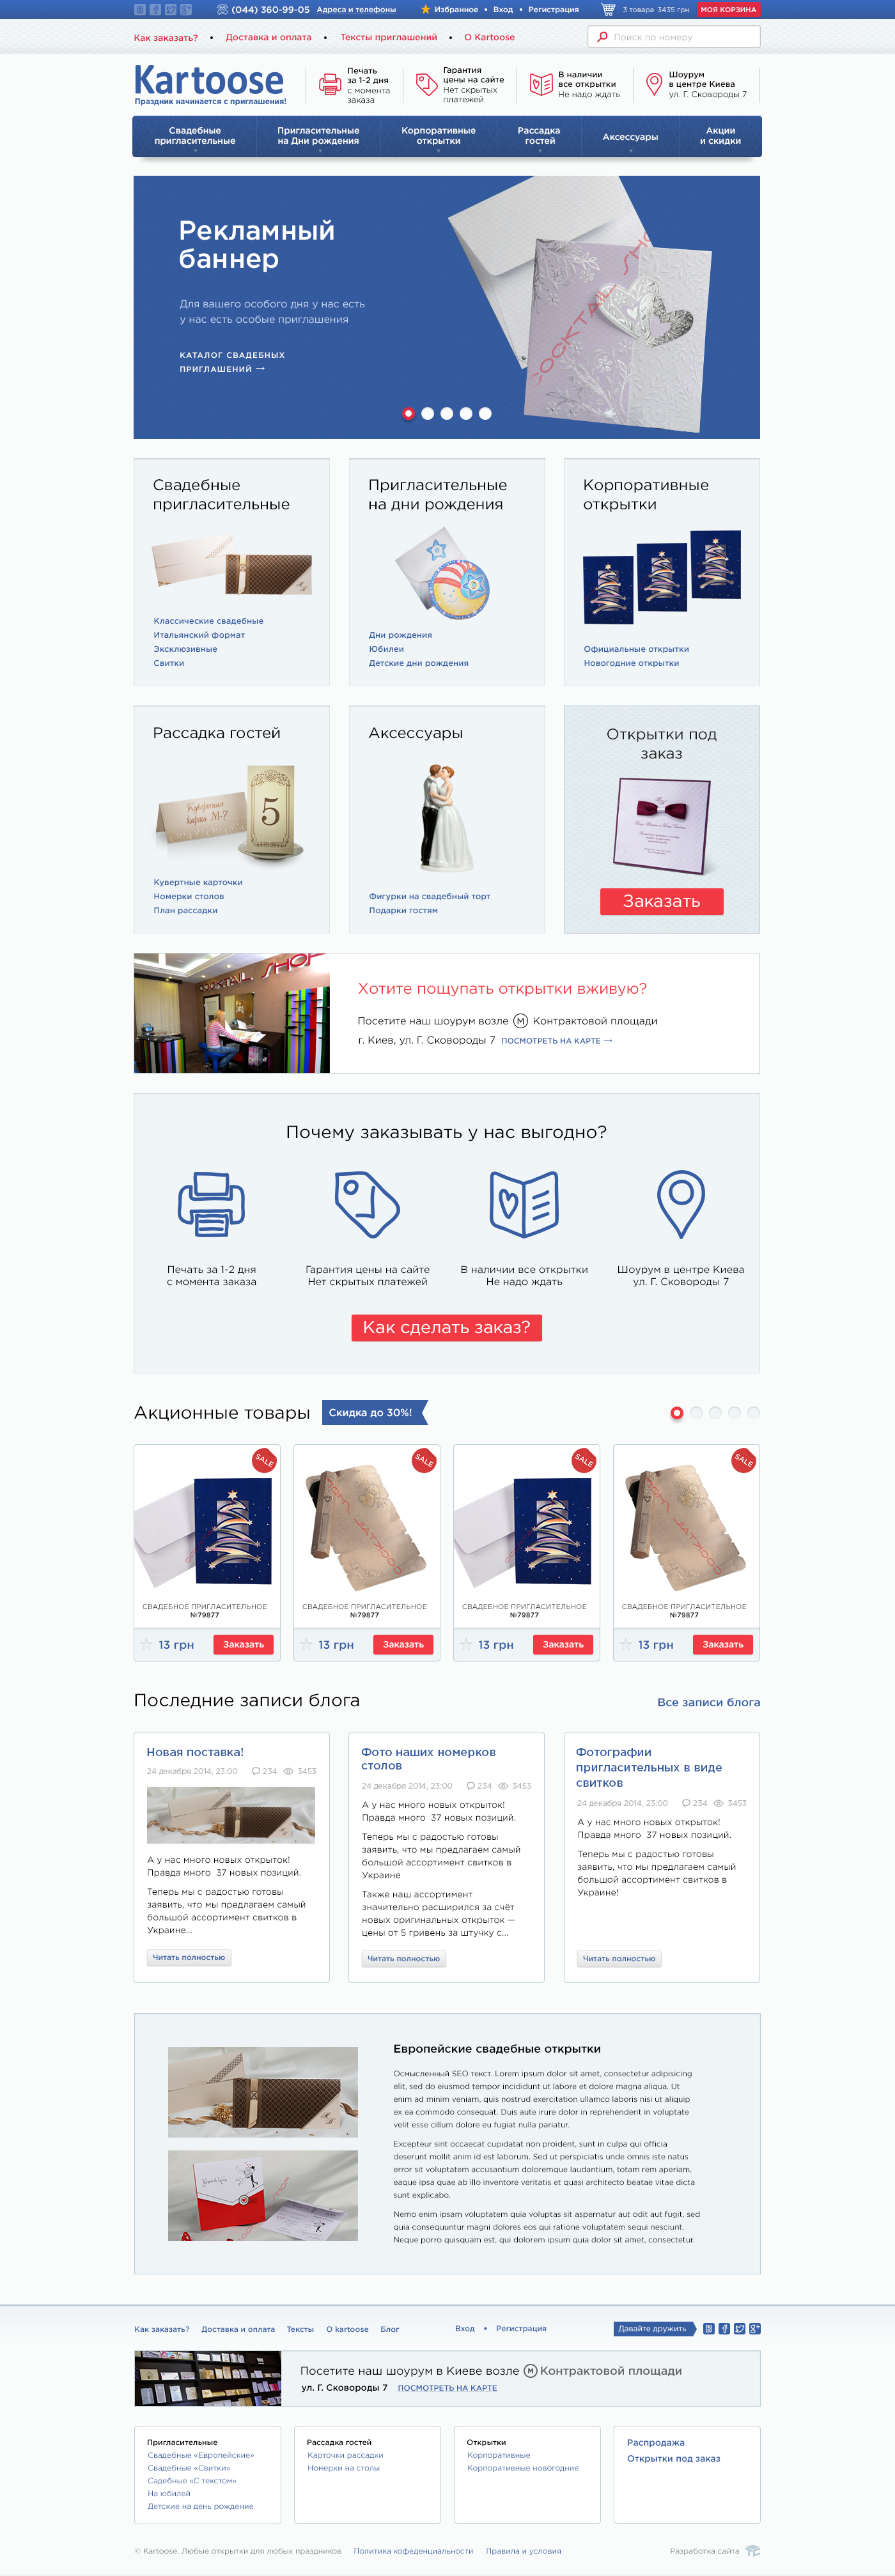 (044) 360-99-05 Адреса и телефоны Избранное • Вход • Регистрация 3 товара 3435 грн МОЯ КОРЗИНА
Как заказать? • Доставка и оплата • Тексты приглашений • О Kartoose Поиск по номеру
Kartoose
Праздник начинается с приглашения!
Печать
за 1-2 дня
с момента
заказа
Гарантия
цены на сайте
Нет скрытых
платежей
В наличии
все открытки
Не надо ждать
Шоурум
в центре Киева
ул. Г. Сковороды 7
Свадебные
пригласительные
Пригласительные
на Дни рождения
Корпоративные
открытки
Рассадка
гостей
Аксессуары
Акции
и скидки
Рекламный
баннер
Для вашего особого дня у нас есть
у нас есть особые приглашения
КАТАЛОГ СВАДЕБНЫХ
ПРИГЛАШЕНИЙ →
Свадебные
пригласительные
Классические свадебные
Итальянский формат
Эксклюзивные
Свитки
Пригласительные
на дни рождения
Дни рождения
Юбилеи
Детские дни рождения
Корпоративные
открытки
Официальные открытки
Новогодние открытки
Рассадка гостей
Кувертная
карта М-7
5
Кувертные карточки
Номерки столов
План рассадки
Аксессуары
Фигурки на свадебный торт
Подарки гостям
Открытки под
заказ
Заказать
Хотите пощупать открытки вживую?
Посетите наш шоурум возле М Контрактовой площади
г. Киев, ул. Г. Сковороды 7 ПОСМОТРЕТЬ НА КАРТЕ →
Почему заказывать у нас выгодно?
Печать за 1-2 дня
с момента заказа
Гарантия цены на сайте
Нет скрытых платежей
В наличии все открытки
Не надо ждать
Шоурум в центре Киева
ул. Г. Сковороды 7
Как сделать заказ?
Акционные товары Скидка до 30%!
SALE
СВАДЕБНОЕ ПРИГЛАСИТЕЛЬНОЕ
№79877
13 грн Заказать
SALE
СВАДЕБНОЕ ПРИГЛАСИТЕЛЬНОЕ
№79877
13 грн Заказать
SALE
СВАДЕБНОЕ ПРИГЛАСИТЕЛЬНОЕ
№79877
13 грн Заказать
SALE
СВАДЕБНОЕ ПРИГЛАСИТЕЛЬНОЕ
№79877
13 грн Заказать
Последние записи блога Все записи блога
Новая поставка!
24 декабря 2014, 23:00 234 3453
А у нас много новых открыток!
Правда много 37 новых позиций.
Теперь мы с радостью готовы
заявить, что мы предлагаем самый
большой ассортимент свитков в
Украине...
Читать полностью
Фото наших номерков
столов
24 декабря 2014, 23:00 234 3453
А у нас много новых открыток!
Правда много 37 новых позиций.
Теперь мы с радостью готовы
заявить, что мы предлагаем самый
большой ассортимент свитков в
Украине
Также наш ассортимент
значительно расширился за счёт
новых оригинальных открыток —
цены от 5 гривень за штучку с...
Читать полностью
Фотографии
пригласительных в виде
свитков
24 декабря 2014, 23:00 234 3453
А у нас много новых открыток!
Правда много 37 новых позиций.
Теперь мы с радостью готовы
заявить, что мы предлагаем самый
большой ассортимент свитков в
Украине!
Читать полностью
Европейские свадебные открытки
Осмысленный SEO текст. Lorem ipsum dolor sit amet, consectetur adipisicing
elit, sed do eiusmod tempor incididunt ut labore et dolore magna aliqua. Ut
enim ad minim veniam, quis nostrud exercitation ullamco laboris nisi ut aliquip
ex ea commodo consequat. Duis aute irure dolor in reprehenderit in voluptate
velit esse cillum dolore eu fugiat nulla pariatur.
Excepteur sint occaecat cupidatat non proident, sunt in culpa qui officia
deserunt mollit anim id est laborum. Sed ut perspiciatis unde omnis iste natus
error sit voluptatem accusantium doloremque laudantium, totam rem aperiam,
eaque ipsa quae ab illo inventore veritatis et quasi architecto beatae vitae dicta
sunt explicabo.
Nemo enim ipsam voluptatem quia voluptas sit aspernatur aut odit aut fugit, sed
quia consequuntur magni dolores eos qui ratione voluptatem sequi nesciunt.
Neque porro quisquam est, qui dolorem ipsum quia dolor sit amet, consectetur.
Как заказать? Доставка и оплата Тексты О kartoose Блог Вход • Регистрация Давайте дружить
Посетите наш шоурум в Киеве возле М Контрактовой площади
ул. Г. Сковороды 7 ПОСМОТРЕТЬ НА КАРТЕ
Пригласительные
Свадебные «Европейские»
Свадебные «Свитки»
Садебные «С текстом»
На юбилей
Детские на день рождение
Рассадка гостей
Карточки рассадки
Номерки на столы
Открытки
Корпоративные
Корпоративные новогодние
Распродажа
Открытки под заказ
© Kartoose. Любые открытки для любых праздников Политика кофеденциальности Правила и условия Разработка сайта